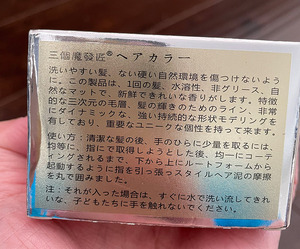 三個魔發匠®ヘアカラー
洗いやすい髪、ない硬い自然環境を傷つけないよう
に。この製品は、1回の髪、水溶性、非グリース、自
然なマットで、新鮮できれいな香りがします。特徴
的な三次元の毛層、髪の輝きのためのライン、非常
にダイナミックな、強い持続的な形状モデリングを
有しており、重要なユニークな個性を持って来ます。
使い方：清潔な髪の後、手のひらに少量を取るには、
均等に、指にで取得しようとした後、均一にコーティ
ングされるまで、下から上にルートフォームから
起動するように指を引っ張っスタイルヘア泥の摩擦
を丸で囲みました。
注：それが入った場合は、すぐに水で洗い流してきれ
いな、子どもたちに手を触れないでください。